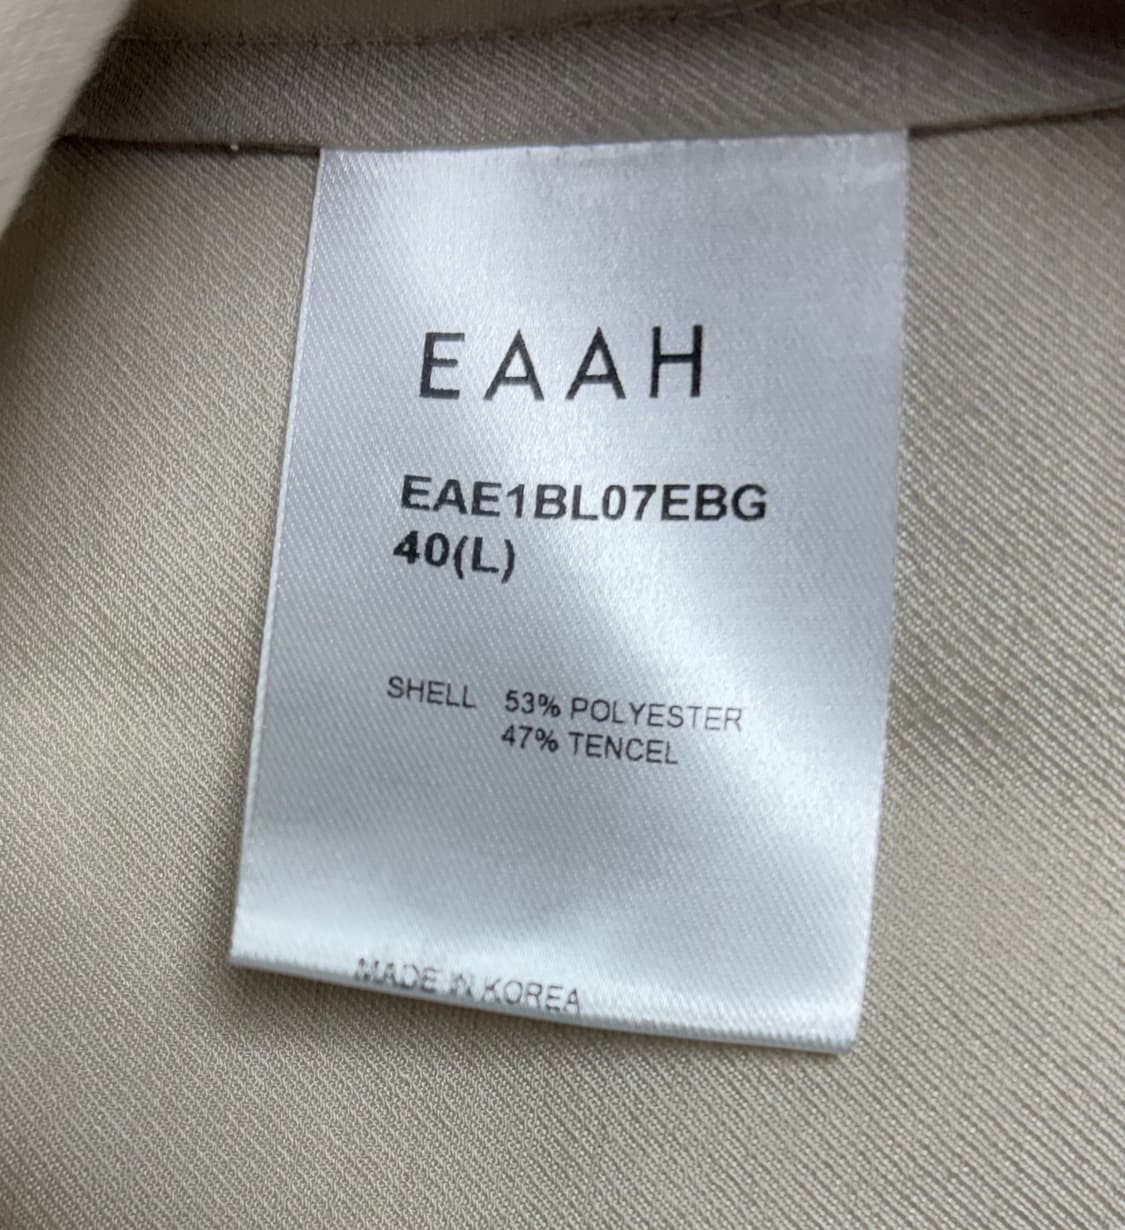 EAAH
EAE1BL07EBG
40(L)
SHELL 53% POLYESTER
47% TENCEL
MADE IN KOREA